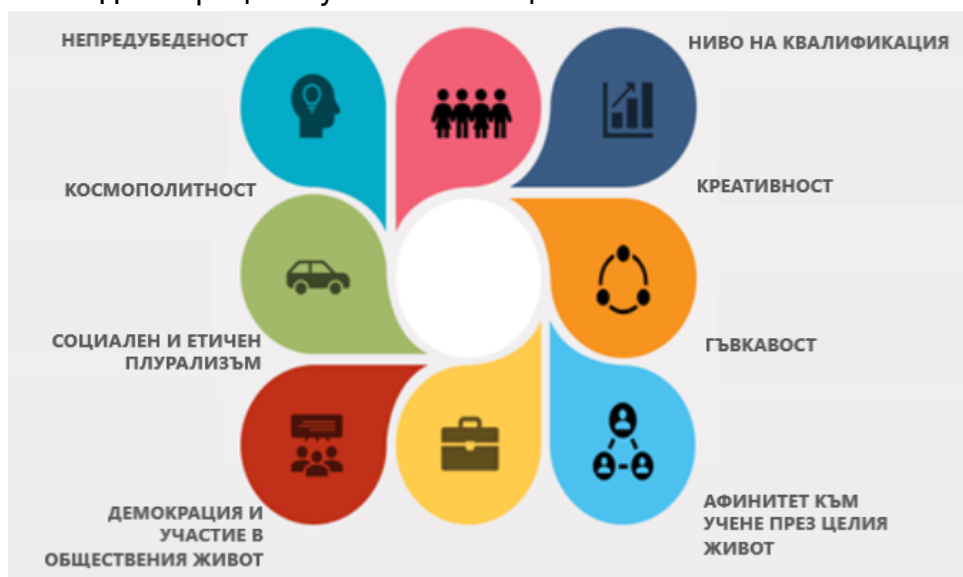 НЕПРЕДУБЕДЕНОСТ
НИВО НА КВАЛИФИКАЦИЯ
КОСМОПОЛИТНОСТ
КРЕАТИВНОСТ
СОЦИАЛЕН И ЕТИЧЕН
ПЛУРАЛИЗЪМ
ГЪВКАВОСТ
ДЕМОКРАЦИЯ И
УЧАСТИЕ В
ОБЩЕСТВЕНИЯ ЖИВОТ
АФИНИТЕТ КЪМ
УЧЕНЕ ПРЕЗ ЦЕЛИЯ
ЖИВОТ